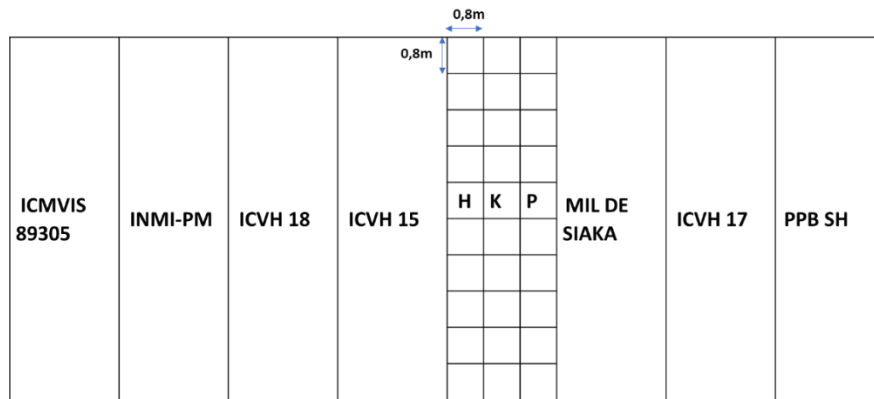 0,8m
0,8m
ICMVIS
89305
INMI-PM
ICVH 18
ICVH 15
H
K
P
MIL DE
SIAKA
ICVH 17
PPB SH